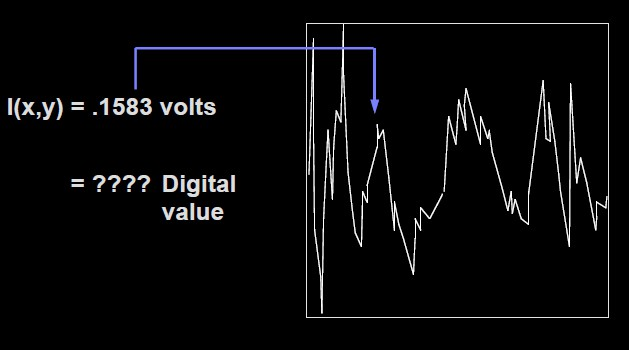 I(x,y) = .1583 volts
= ???? Digital
value